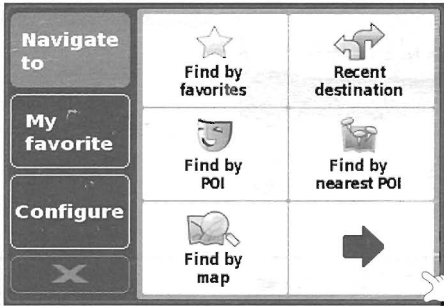 Navigate
to
My
favorite
Configure
Find by
favorites
Recent
destination
Find by
POI
Find by
nearest POI
Find by
map